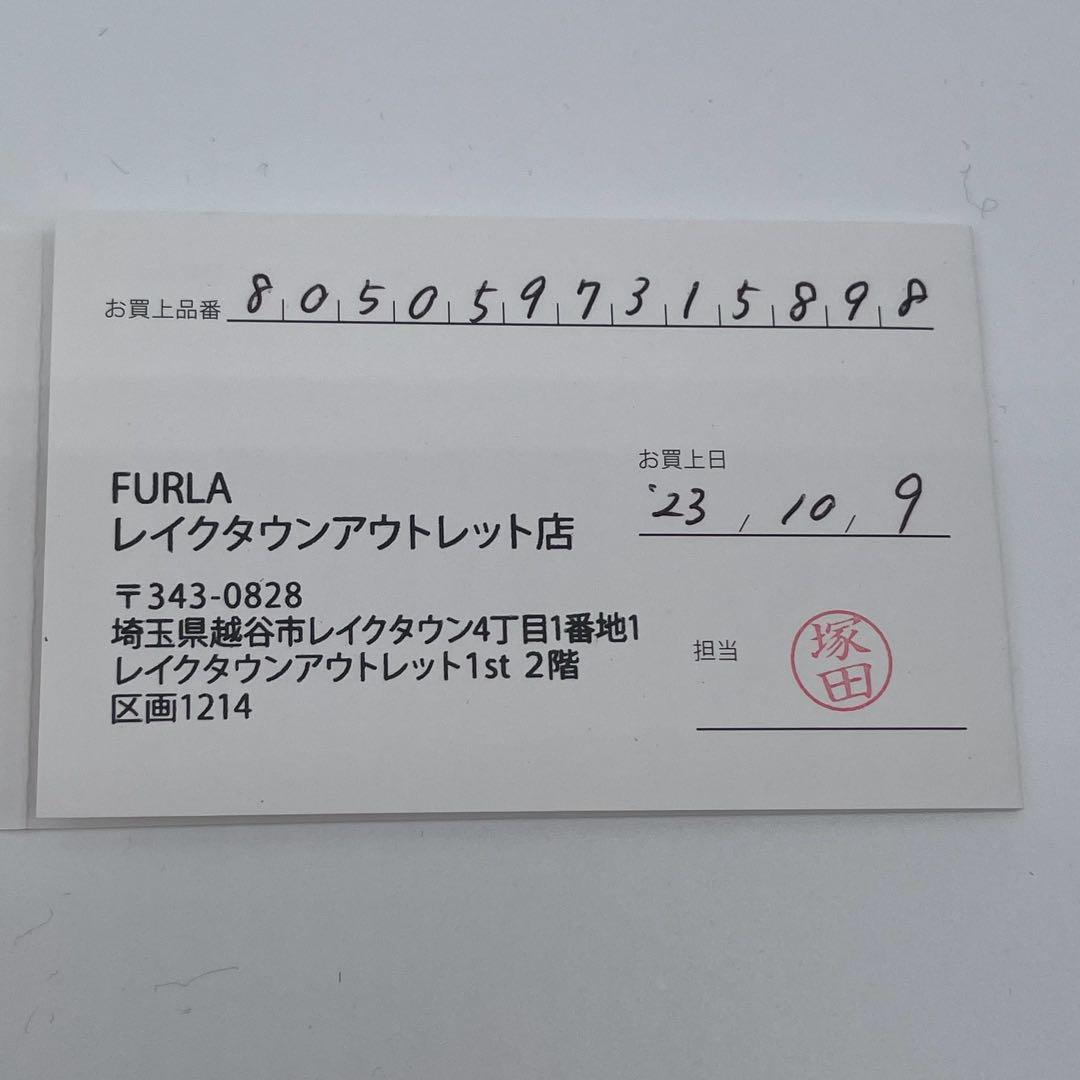 お買上品番 8050597315898
FURLA
レイクタウンアウトレット店
お買上日
'23, 10, 9
〒343-0828
埼玉県越谷市レイクタウン4丁目1番地1
レイクタウンアウトレット1st 2階
区画1214
担当 塚田